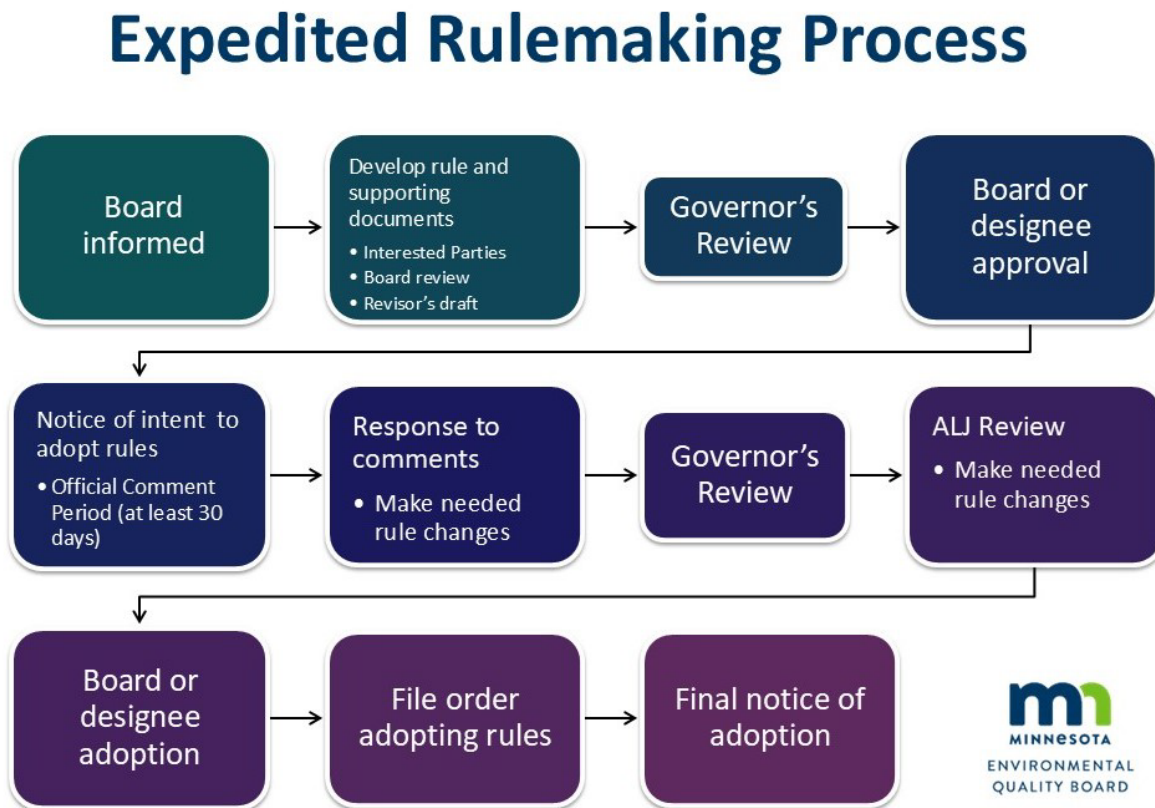 Expedited Rulemaking Process
Board
informed
Develop rule and
supporting
documents
• Interested Parties
• Board review
• Revisor's draft
Governor's
Review
Board or
designee
approval
Notice of intent to
adopt rules
• Official Comment
Period (at least 30
days)
Response to
comments
• Make needed
rule changes
Governor's
Review
ALJ Review
• Make needed
rule changes
Board or
designee
adoption
File order
adopting rules
Final notice of
adoption
mn
MINNESOTA
ENVIRONMENTAL
QUALITY BOARD